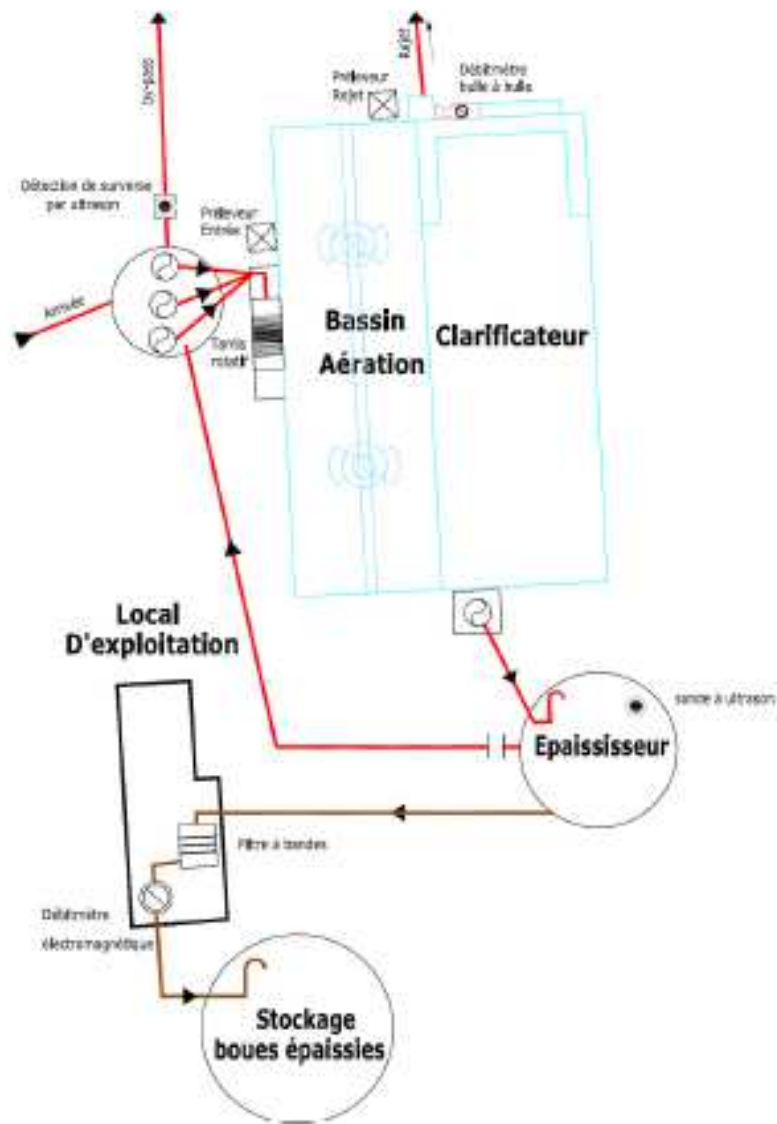 by-pass
Rejet
Préleveur
Rejet
Débitmètre
bulle à bulle
Détection de surverse
par ultrason
Préleveur
Entrée
Arrivée
Tamis
rotatif
Bassin
Aération
Clarificateur
Local
D'exploitation
sonde à ultrason
Epaississeur
Filtre à bandes
Débitmètre
électromagnétique
Stockage
boues épaissies